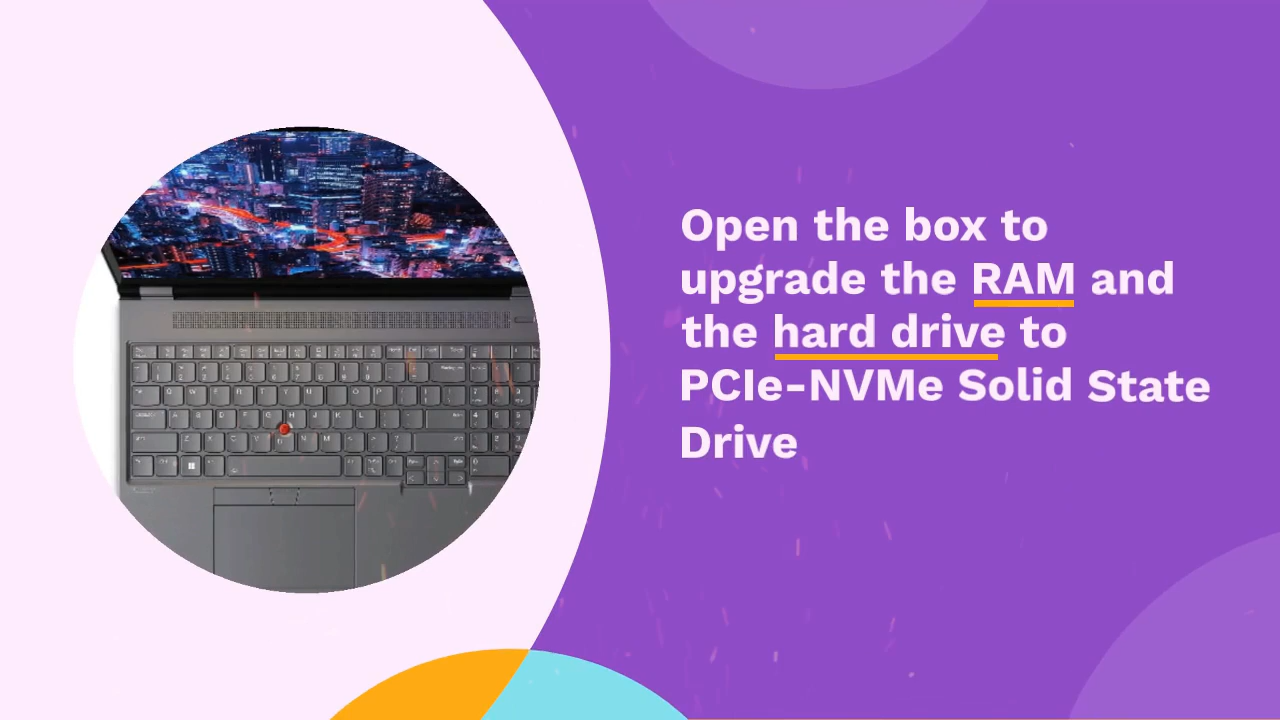 Open the box to
upgrade the RAM and
the hard drive to
PCIe-NVMe Solid State
Drive